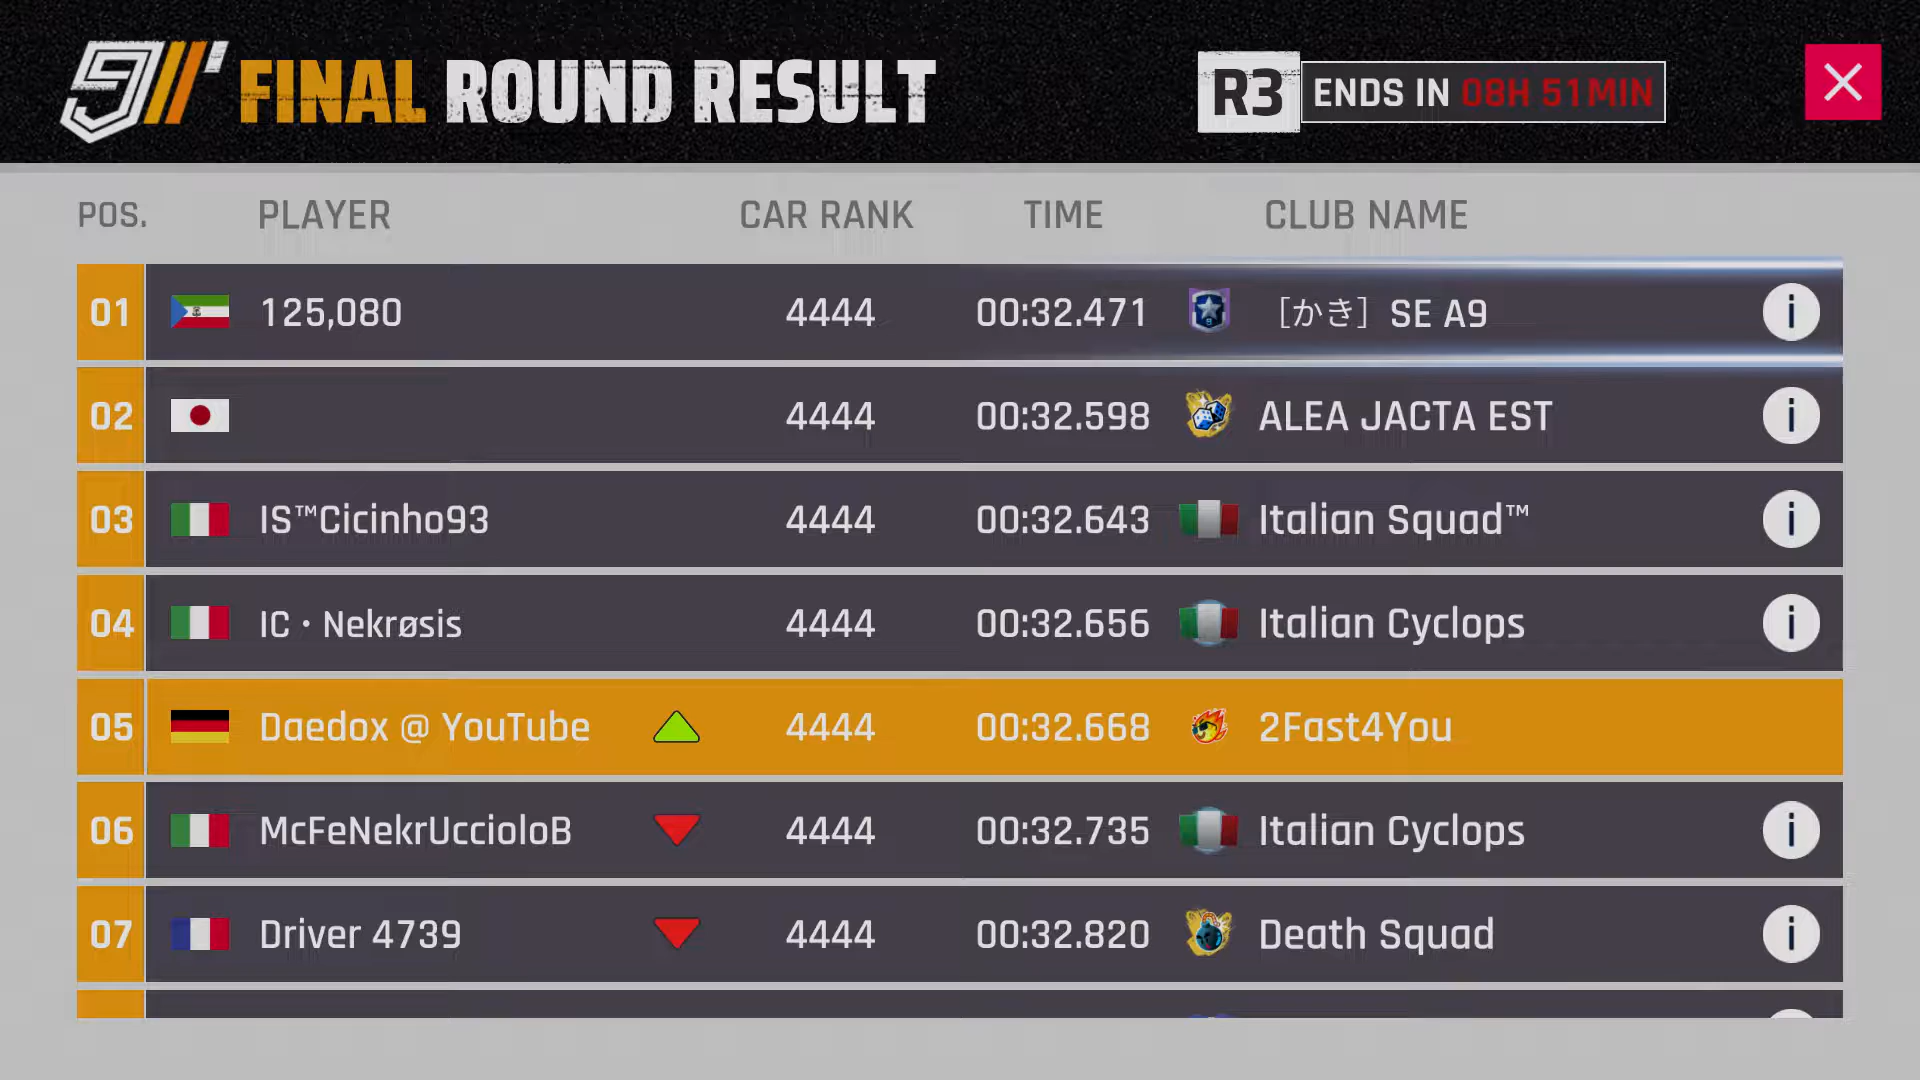 9 FINAL ROUND RESULT R3 ENDS IN 08H 51MIN
POS. PLAYER CAR RANK TIME CLUB NAME
01 125,080 4444 00:32.471 [かき] SE A9
02 4444 00:32.598 ALEA JACTA EST
03 IS™Cicinho93 4444 00:32.643 Italian Squad™
04 IC • Nekrøsis 4444 00:32.656 Italian Cyclops
05 Daedox @ YouTube 4444 00:32.668 2Fast4You
06 McFeNekrUccioloB 4444 00:32.735 Italian Cyclops
07 Driver 4739 4444 00:32.820 Death Squad